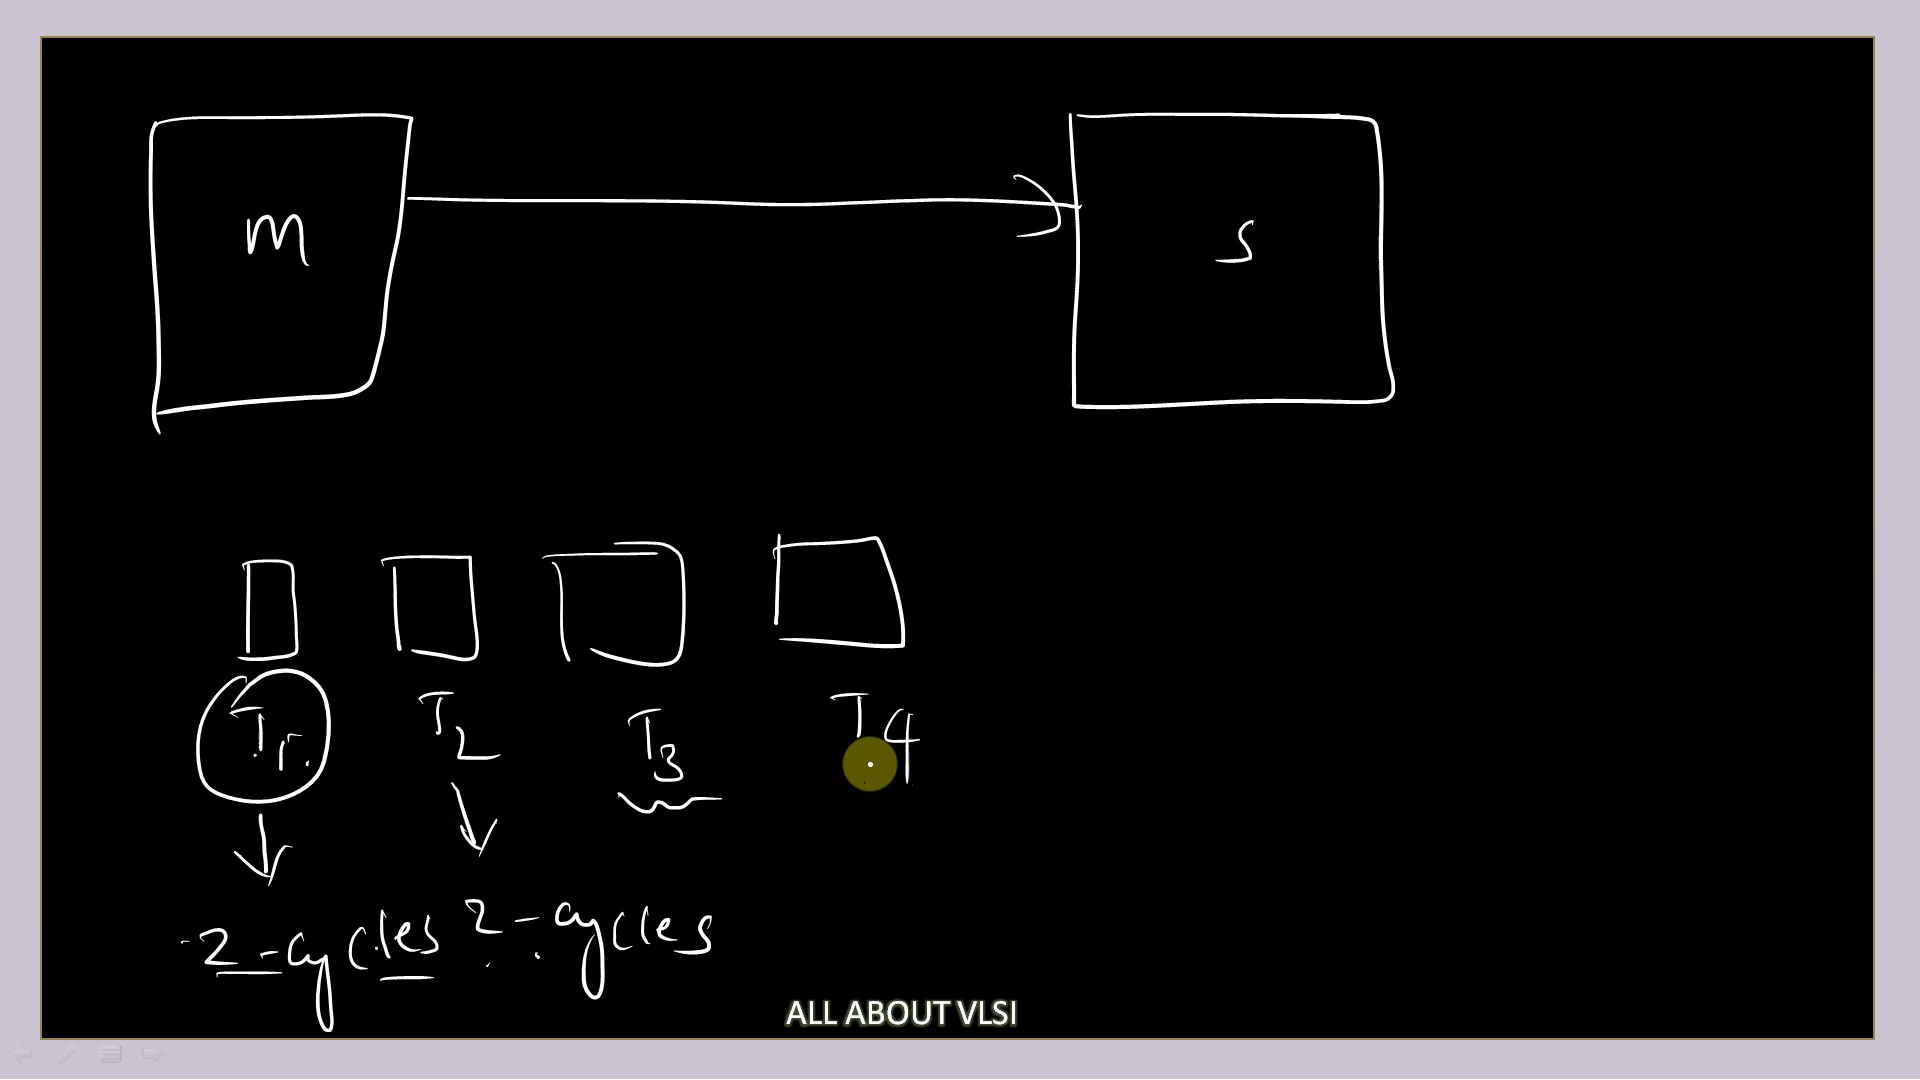 m
S
T1. T2 T3 T4
2-cycles 2-cycles
ALL ABOUT VLSI